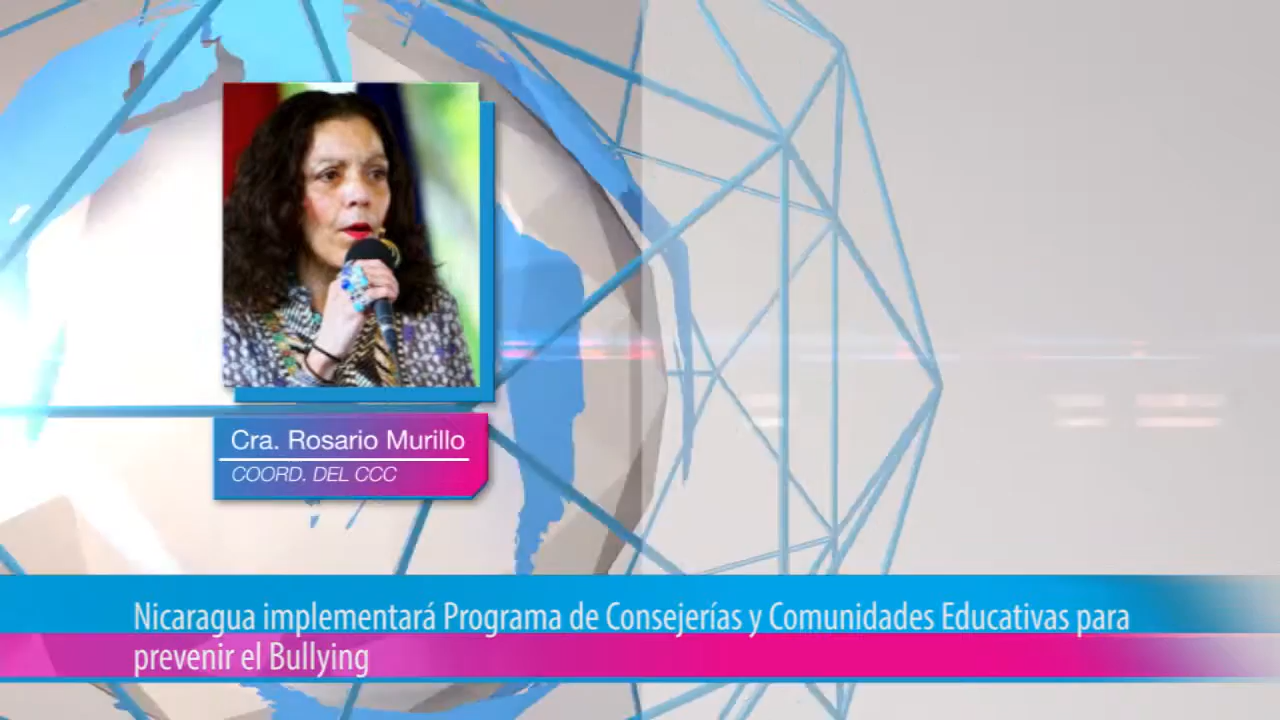 Cra. Rosario Murillo
COORD. DEL CCC
Nicaragua implementará Programa de Consejerías y Comunidades Educativas para
prevenir el Bullying